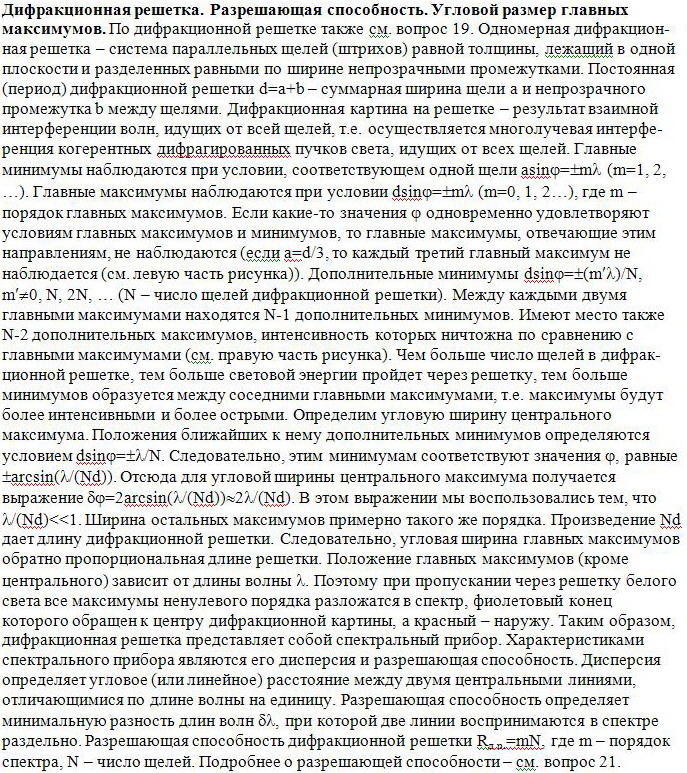 Дифракционная решетка. Разрешающая способность. Угловой размер главных
максимумов. По дифракционной решетке также см. вопрос 19. Одномерная дифракцион-
ная решетка – система параллельных щелей (штрихов) равной толщины, лежащий в одной
плоскости и разделенных равными по ширине непрозрачными промежутками. Постоянная
(период) дифракционной решетки d=a+b – суммарная ширина щели a и непрозрачного
промежутка b между щелями. Дифракционная картина на решетке – результат взаимной
интерференции волн, идущих от всей щелей, т.е. осуществляется многолучевая интерфе-
ренция когерентных дифрагированных пучков света, идущих от всех щелей. Главные
минимумы наблюдаются при условии, соответствующем одной щели asinφ=±mλ (m=1, 2,
…). Главные максимумы наблюдаются при условии dsinφ=±mλ (m=0, 1, 2…), где m –
порядок главных максимумов. Если какие-то значения φ одновременно удовлетворяют
условиям главных максимумов и минимумов, то главные максимумы, отвечающие этим
направлениям, не наблюдаются (если a=d/3, то каждый третий главный максимум не
наблюдается (см. левую часть рисунка)). Дополнительные минимумы dsinφ=±(m′λ)/N,
m′≠0, N, 2N, … (N – число щелей дифракционной решетки). Между каждыми двумя
главными максимумами находятся N-1 дополнительных минимумов. Имеют место также
N-2 дополнительных максимумов, интенсивность которых ничтожна по сравнению с
главными максимумами (см. правую часть рисунка). Чем больше число щелей в дифрак-
ционной решетке, тем больше световой энергии пройдет через решетку, тем больше
минимумов образуется между соседними главными максимумами, т.е. максимумы будут
более интенсивными и более острыми. Определим угловую ширину центрального
максимума. Положения ближайших к нему дополнительных минимумов определяются
условием dsinφ=±λ/N. Следовательно, этим минимумам соответствуют значения φ, равные
±arcsin(λ/(Nd)). Отсюда для угловой ширины центрального максимума получается
выражение δφ=2arcsin(λ/(Nd))≈2λ/(Nd). В этом выражении мы воспользовались тем, что
λ/(Nd)<<1. Ширина остальных максимумов примерно такого же порядка. Произведение Nd
дает длину дифракционной решетки. Следовательно, угловая ширина главных максимумов
обратно пропорциональная длине решетки. Положение главных максимумов (кроме
центрального) зависит от длины волны λ. Поэтому при пропускании через решетку белого
света все максимумы ненулевого порядка разложатся в спектр, фиолетовый конец
которого обращен к центру дифракционной картины, а красный – наружу. Таким образом,
дифракционная решетка представляет собой спектральный прибор. Характеристиками
спектрального прибора являются его дисперсия и разрешающая способность. Дисперсия
определяет угловое (или линейное) расстояние между двумя центральными линиями,
отличающимися по длине волны на единицу. Разрешающая способность определяет
минимальную разность длин волн δλ, при которой две линии воспринимаются в спектре
раздельно. Разрешающая способность дифракционной решетки Rд.р.=mN, где m – порядок
спектра, N – число щелей. Подробнее о разрешающей способности – см. вопрос 21.